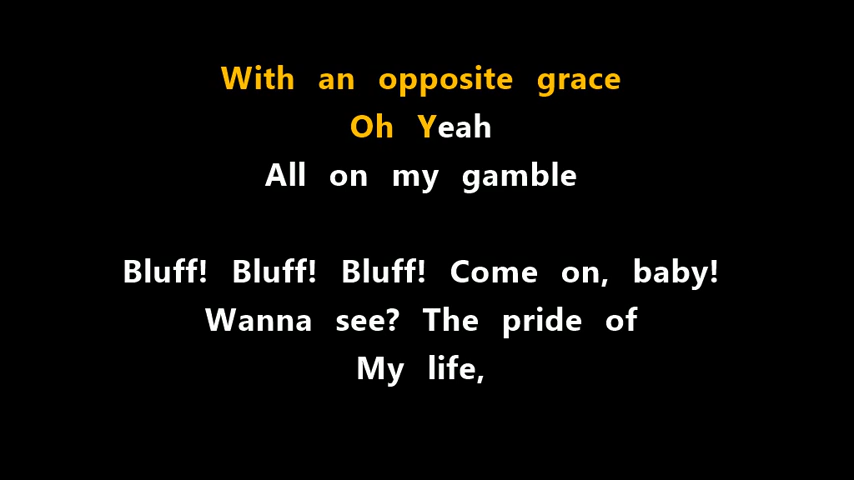 With an opposite grace
Oh Yeah
All on my gamble
Bluff! Bluff! Bluff! Come on, baby!
Wanna see? The pride of
My life,